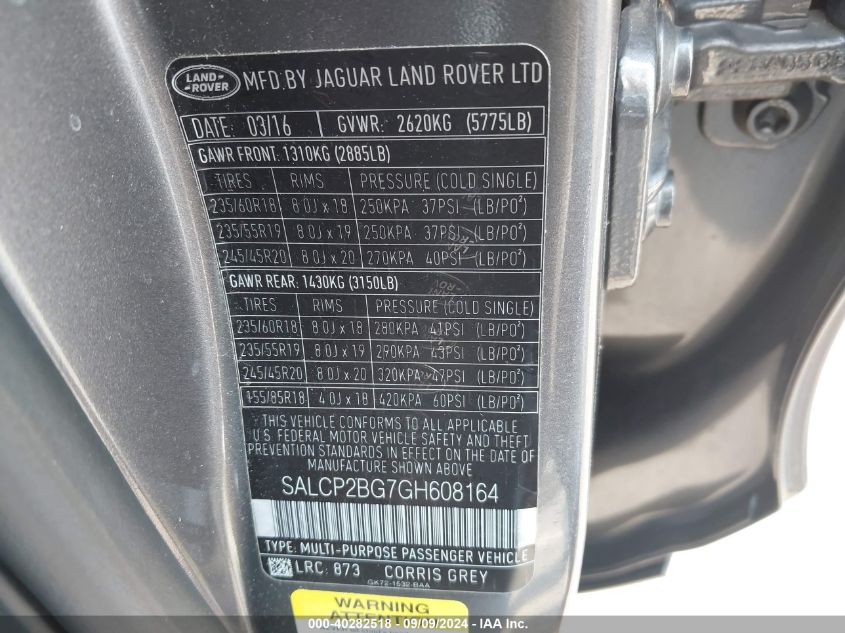 LAND ROVER MFD.BY JAGUAR LAND ROVER LTD
DATE: 03/16 GVWR: 2620KG (5775LB)
GAWR FRONT: 1310KG (2885LB)
TIRES RIMS PRESSURE (COLD SINGLE)
235/60R18 8.0J x 18 250KPA 37PSI (LB/PO²)
235/55R19 8.0J x 19 250KPA 37PSI (LB/PO²)
245/45R20 8.0J x 20 270KPA 40PSI (LB/PO²)
GAWR REAR: 1430KG (3150LB)
TIRES RIMS PRESSURE (COLD SINGLE)
235/60R18 8.0J x 18 280KPA 41PSI (LB/PO²)
235/55R19 8.0J x 19 290KPA 43PSI (LB/PO²)
245/45R20 8.0J x 20 320KPA 47PSI (LB/PO²)
155/85R18 4.0J x 18 420KPA 60PSI (LB/PO²)
THIS VEHICLE CONFORMS TO ALL APPLICABLE
U.S. FEDERAL MOTOR VEHICLE SAFETY AND THEFT
PREVENTION STANDARDS IN EFFECT ON THE DATE
OF MANUFACTURE SHOWN ABOVE
SALCP2BG7GH608164
TYPE: MULTI-PURPOSE PASSENGER VEHICLE
LRC: 873 CORRIS GREY
GK72-1532-BAA
WARNING
040-40282518 - 09/09/2024 - IAA Inc.